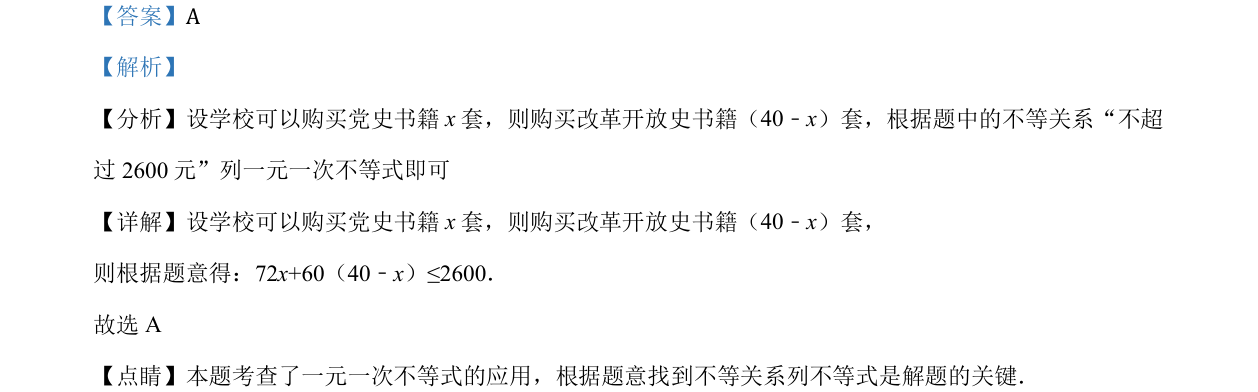 【答案】A
【解析】
【分析】设学校可以购买党史书籍 x 套，则购买改革开放史书籍（40﹣x）套，根据题中的不等关系“不超
过 2600 元”列一元一次不等式即可
【详解】设学校可以购买党史书籍 x 套，则购买改革开放史书籍（40﹣x）套，
则根据题意得：72x+60（40﹣x）≤2600．
故选 A
【点睛】本题考查了一元一次不等式的应用，根据题意找到不等关系列不等式是解题的关键．